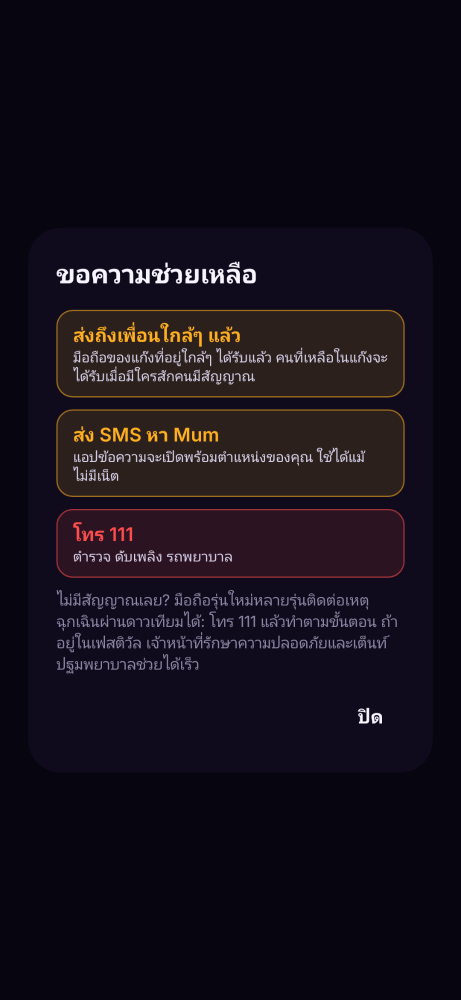 ขอความช่วยเหลือ
ส่งถึงเพื่อนใกล้ๆ แล้ว
มือถือของแก๊งที่อยู่ใกล้ๆ ได้รับแล้ว คนที่เหลือในแก๊งจะ
ได้รับเมื่อมีใครสักคนมีสัญญาณ
ส่ง SMS หา Mum
แอปข้อความจะเปิดพร้อมตำแหน่งของคุณ ใช้ได้แม้
ไม่มีเน็ต
โทร 111
ตำรวจ ดับเพลิง รถพยาบาล
ไม่มีสัญญาณเลย? มือถือรุ่นใหม่หลายรุ่นติดต่อเหตุ
ฉุกเฉินผ่านดาวเทียมได้: โทร 111 แล้วทำตามขั้นตอน ถ้า
อยู่ในเฟสติวัล เจ้าหน้าที่รักษาความปลอดภัยและเต็นท์
ปฐมพยาบาลช่วยได้เร็ว
ปิด